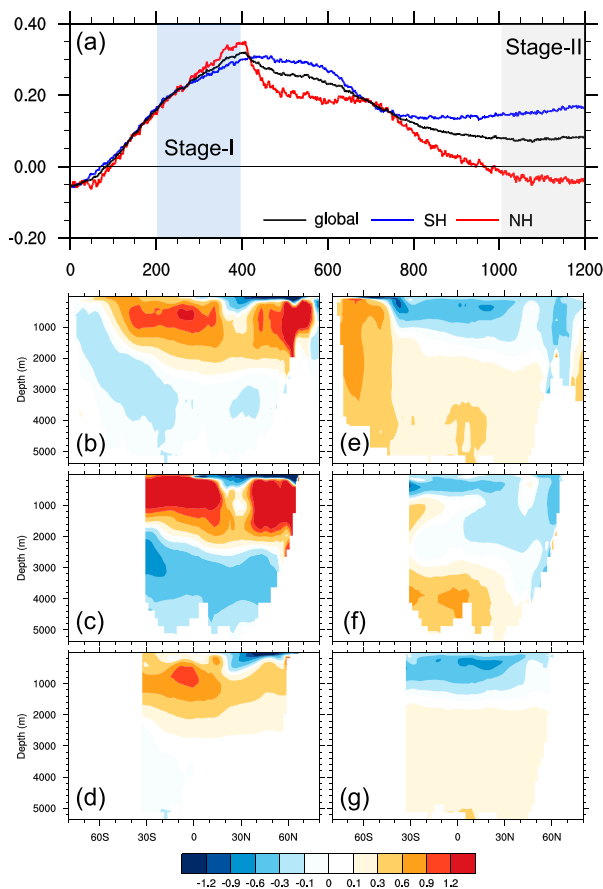 0.40
(a)
Stage-II
0.20
Stage-I
0.00
global SH NH
-0.20
0 200 400 600 800 1000 1200
Depth (m)
1000
2000
3000
4000
5000
(b)
(e)
Depth (m)
1000
2000
3000
4000
5000
(c)
(f)
Depth (m)
1000
2000
3000
4000
5000
(d)
(g)
60S 30S 0 30N 60N
60S 30S 0 30N 60N
-1.2 -0.9 -0.6 -0.3 -0.1 0 0.1 0.3 0.6 0.9 1.2